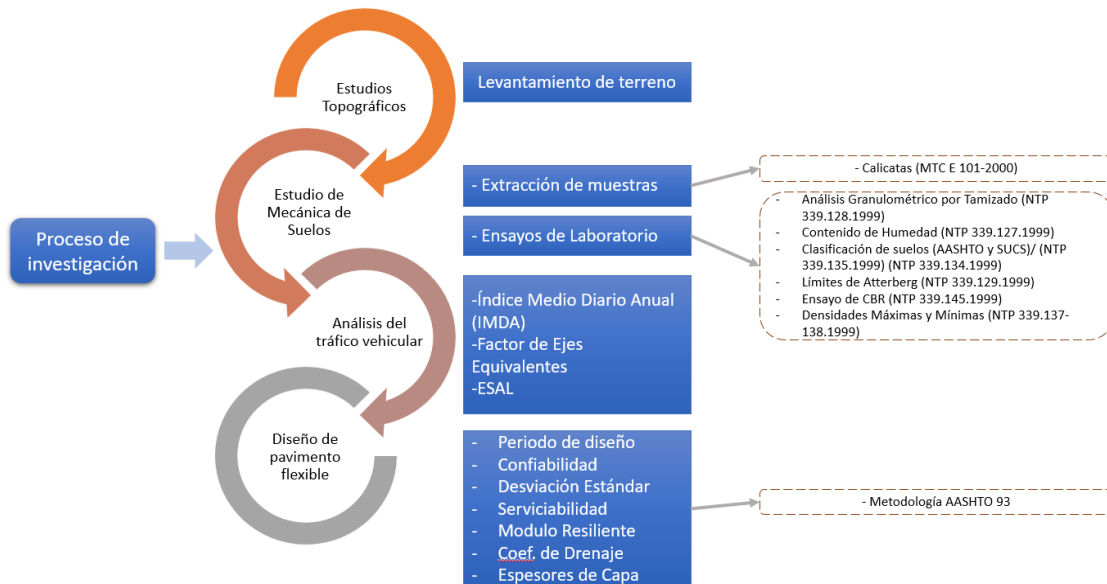 Proceso de
investigación
Estudios
Topográficos
Levantamiento de terreno
Estudio de
Mecánica de
Suelos
- Extracción de muestras
- Calicatas (MTC E 101-2000)
- Ensayos de Laboratorio
- Análisis Granulométrico por Tamizado (NTP
339.128.1999)
- Contenido de Humedad (NTP 339.127.1999)
- Clasificación de suelos (AASHTO y SUCS)/ (NTP
339.135.1999) (NTP 339.134.1999)
- Límites de Atterberg (NTP 339.129.1999)
- Ensayo de CBR (NTP 339.145.1999)
- Densidades Máximas y Mínimas (NTP 339.137-
138.1999)
Análisis del
tráfico vehicular
-Índice Medio Diario Anual
(IMDA)
-Factor de Ejes
Equivalentes
-ESAL
Diseño de
pavimento
flexible
- Periodo de diseño
- Confiabilidad
- Desviación Estándar
- Serviciabilidad
- Modulo Resiliente
- Coef. de Drenaje
- Espesores de Capa
- Metodología AASHTO 93